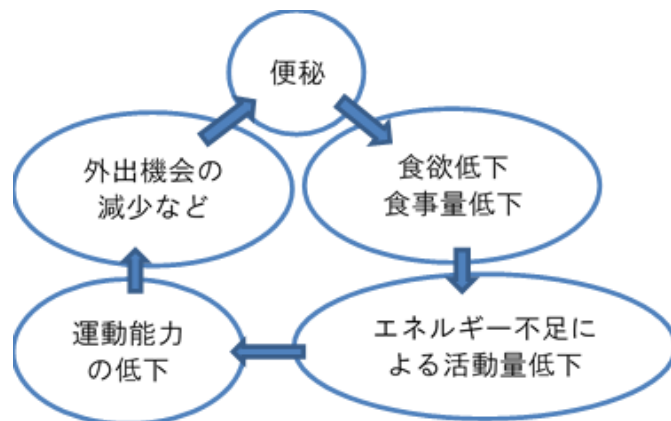 便秘
食欲低下
食事量低下
エネルギー不足に
よる活動量低下
運動能力
の低下
外出機会の
減少など